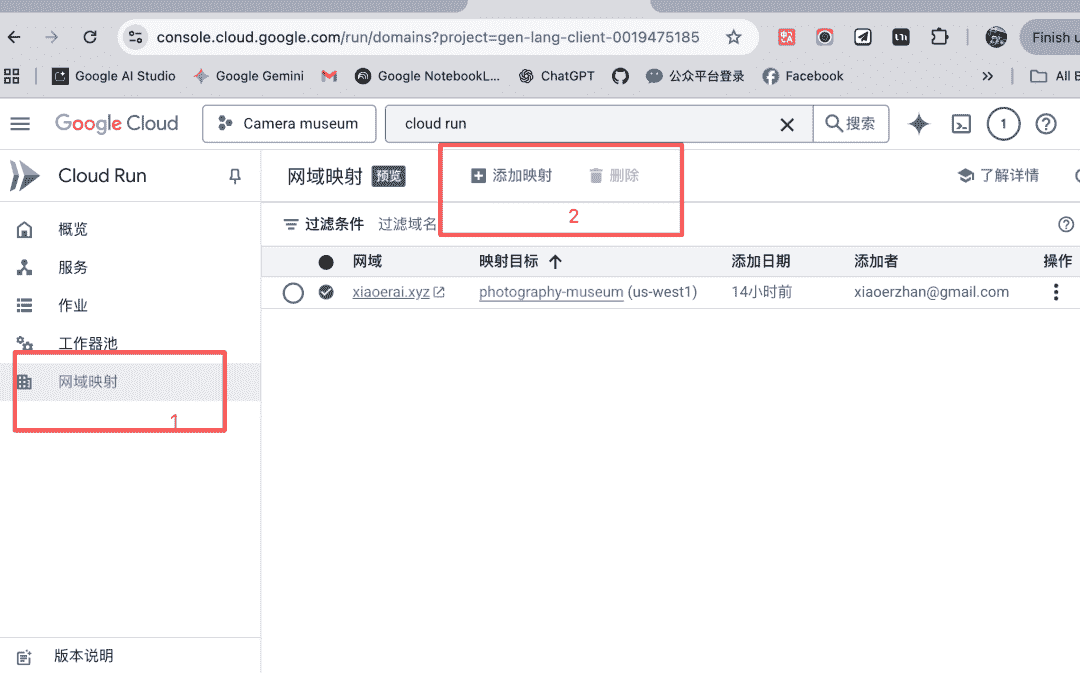 console.cloud.google.com/run/domains?project=gen-lang-client-0019475185
Finish u
Google AI Studio
Google Gemini
Google NotebookL...
ChatGPT
公众平台登录
Facebook
All B
Google Cloud
Camera museum
cloud run
搜索
1
Cloud Run
网域映射
预览
添加映射
删除
了解详情
2
过滤条件
过滤域名
概览
服务
作业
工作器池
网域映射
1
网域
映射目标
添加日期
添加者
操作
xiaoerai.xyz
photography-museum (us-west1)
14小时前
xiaoerzhan@gmail.com
版本说明